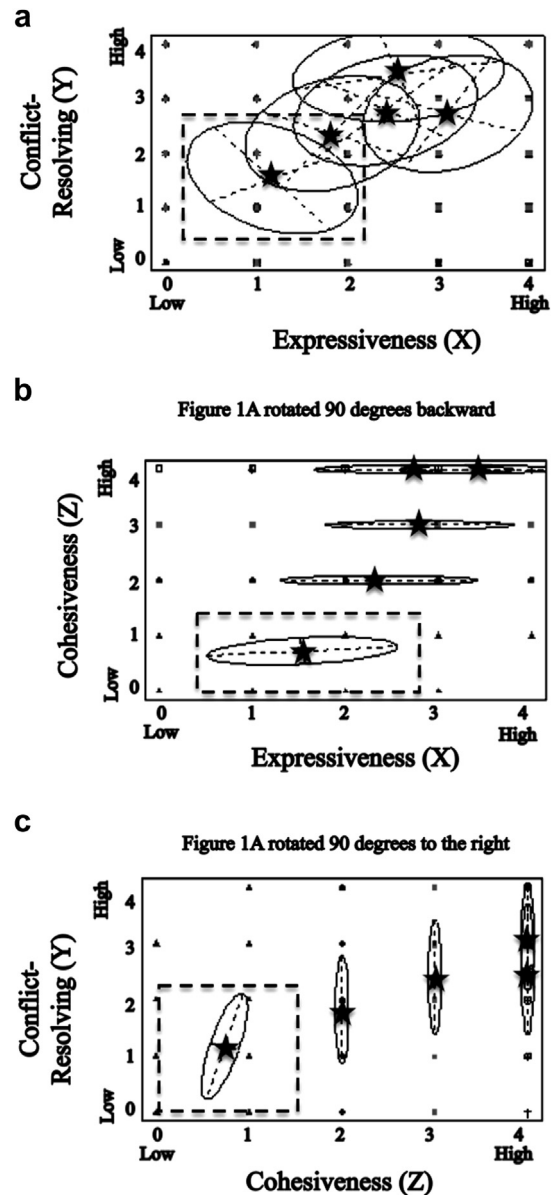 a
High
4
3
2
1
0
Low
Conflict-
Resolving (Y)
0
1
2
3
4
Low
High
Expressiveness (X)
b
Figure 1A rotated 90 degrees backward
High
4
3
2
1
0
Low
Cohesiveness (Z)
0
1
2
3
4
Low
High
Expressiveness (X)
c
Figure 1A rotated 90 degrees to the right
High
4
3
2
1
0
Low
Conflict-
Resolving (Y)
0
1
2
3
4
Low
High
Cohesiveness (Z)